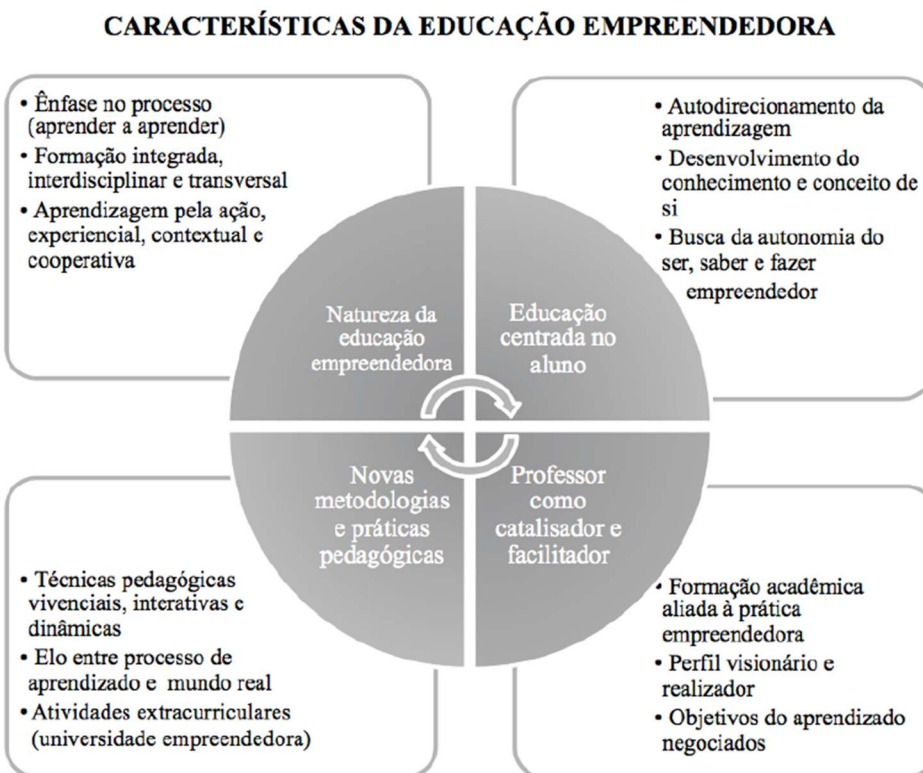 CARACTERÍSTICAS DA EDUCAÇÃO EMPREENDEDORA
• Ênfase no processo
(aprender a aprender)
• Formação integrada,
interdisciplinar e transversal
• Aprendizagem pela ação,
experiencial, contextual e
cooperativa
• Autodirecionamento da
aprendizagem
• Desenvolvimento do
conhecimento e conceito de
si
• Busca da autonomia do
ser, saber e fazer
empreendedor
Natureza da
educação
empreendedora
Educação
centrada no
aluno
Novas
metodologias
e práticas
pedagógicas
Professor
como
catalisador e
facilitador
• Técnicas pedagógicas
vivenciais, interativas e
dinâmicas
• Elo entre processo de
aprendizado e mundo real
• Atividades extracurriculares
(universidade empreendedora)
• Formação acadêmica
aliada à prática
empreendedora
• Perfil visionário e
realizador
• Objetivos do aprendizado
negociados